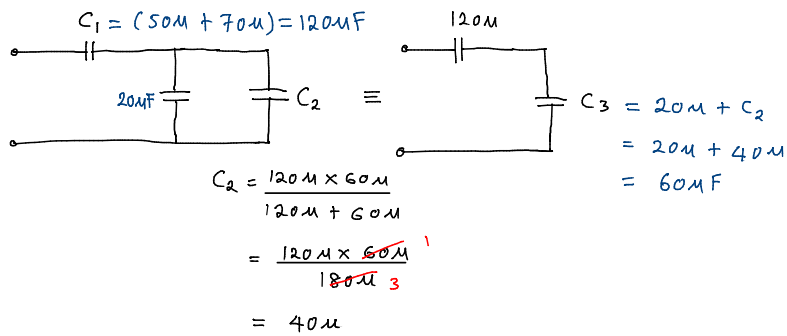 C₁ = (50μ + 70μ) = 120μF
120μ
20μF
C₂
≡
C₃ = 20μ + C₂
= 20μ + 40μ
= 60μF
C₂ = 120μ × 60μ / 120μ + 60μ
= 120μ × 60μ / 180μ 1 3
= 40μ